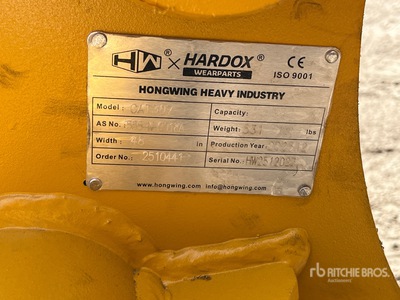 HW® × HARDOX®
WEARPARTS
CE
ISO 9001
HONGWING HEAVY INDUSTRY
Model:
Capacity:
AS No.
Weight: lbs
Width: in
Production Year:
Order No.: 2510441
Serial No.:
www.hongwing.com info@hongwing.com
rb RITCHIE BROS.
Auctioneers